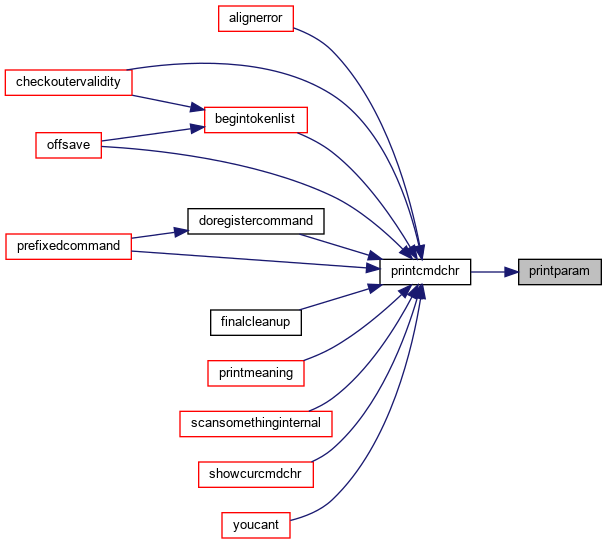 alignerror
checkoutervalidity
begintokenlist
offsave
doregistercommand
prefixedcommand
printcmdchr
printparam
finalcleanup
printmeaning
scansomethinginternal
showcurcmdchr
youcant